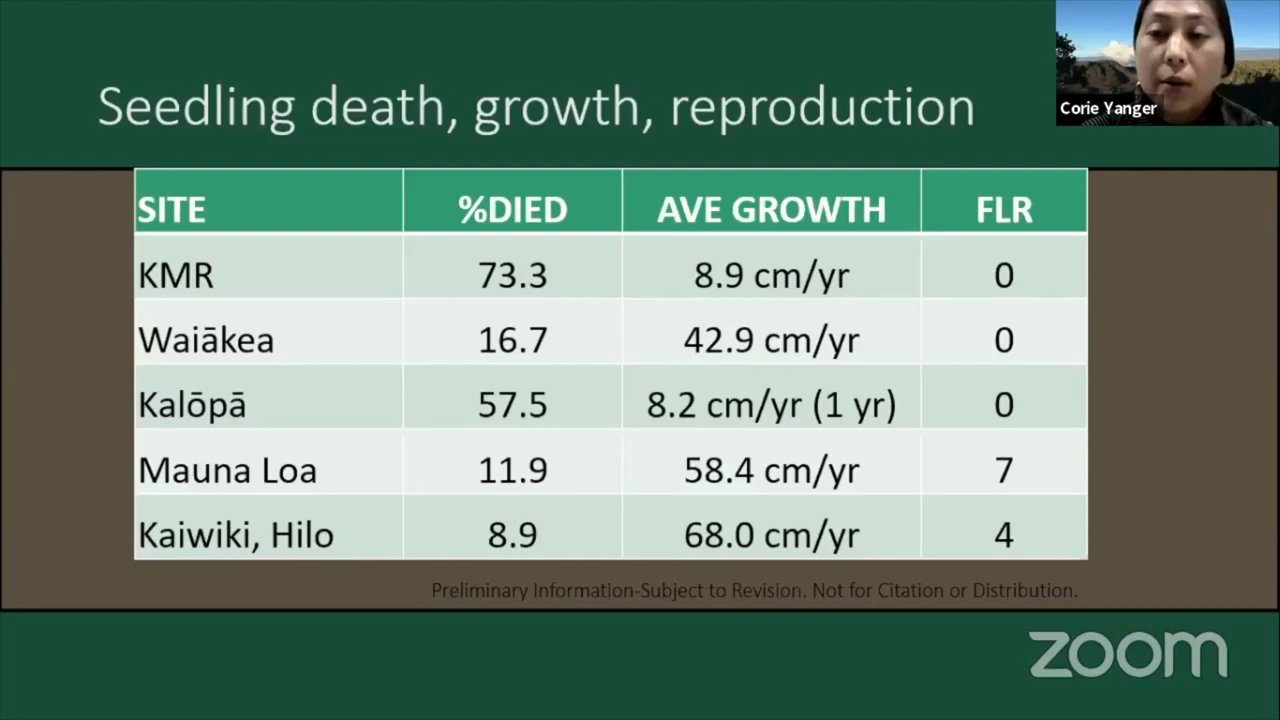 Seedling death, growth, reproduction
Corie Yanger
SITE %DIED AVE GROWTH FLR
KMR 73.3 8.9 cm/yr 0
Waiākea 16.7 42.9 cm/yr 0
Kalōpā 57.5 8.2 cm/yr (1 yr) 0
Mauna Loa 11.9 58.4 cm/yr 7
Kaiwiki, Hilo 8.9 68.0 cm/yr 4
Preliminary Information-Subject to Revision. Not for Citation or Distribution.
zoom